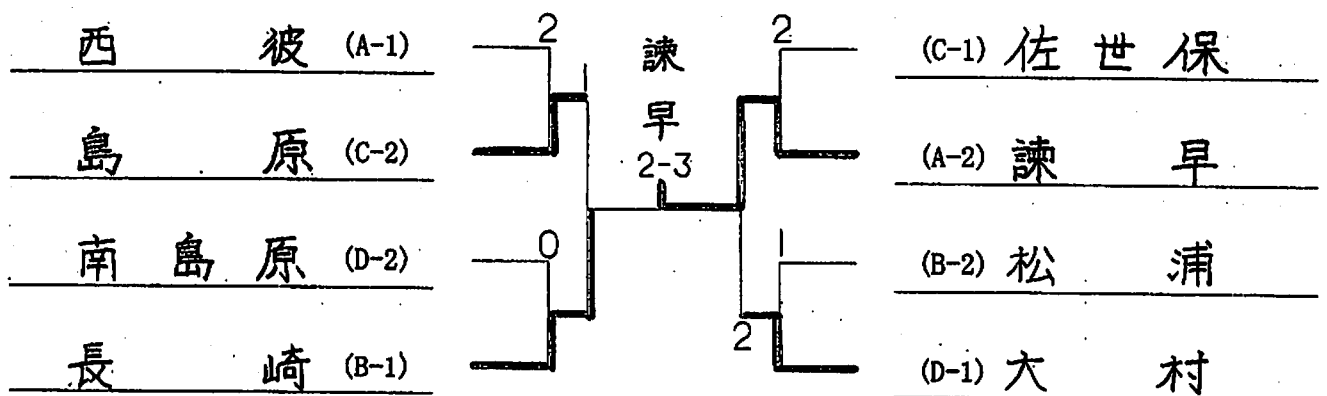 西彼 (A-1)
島原 (C-2)
南島原 (D-2)
長崎 (B-1)
2
1
0
諫早
2-3
2
1
2
(C-1) 佐世保
(A-2) 諫早
(B-2) 松浦
(D-1) 大村